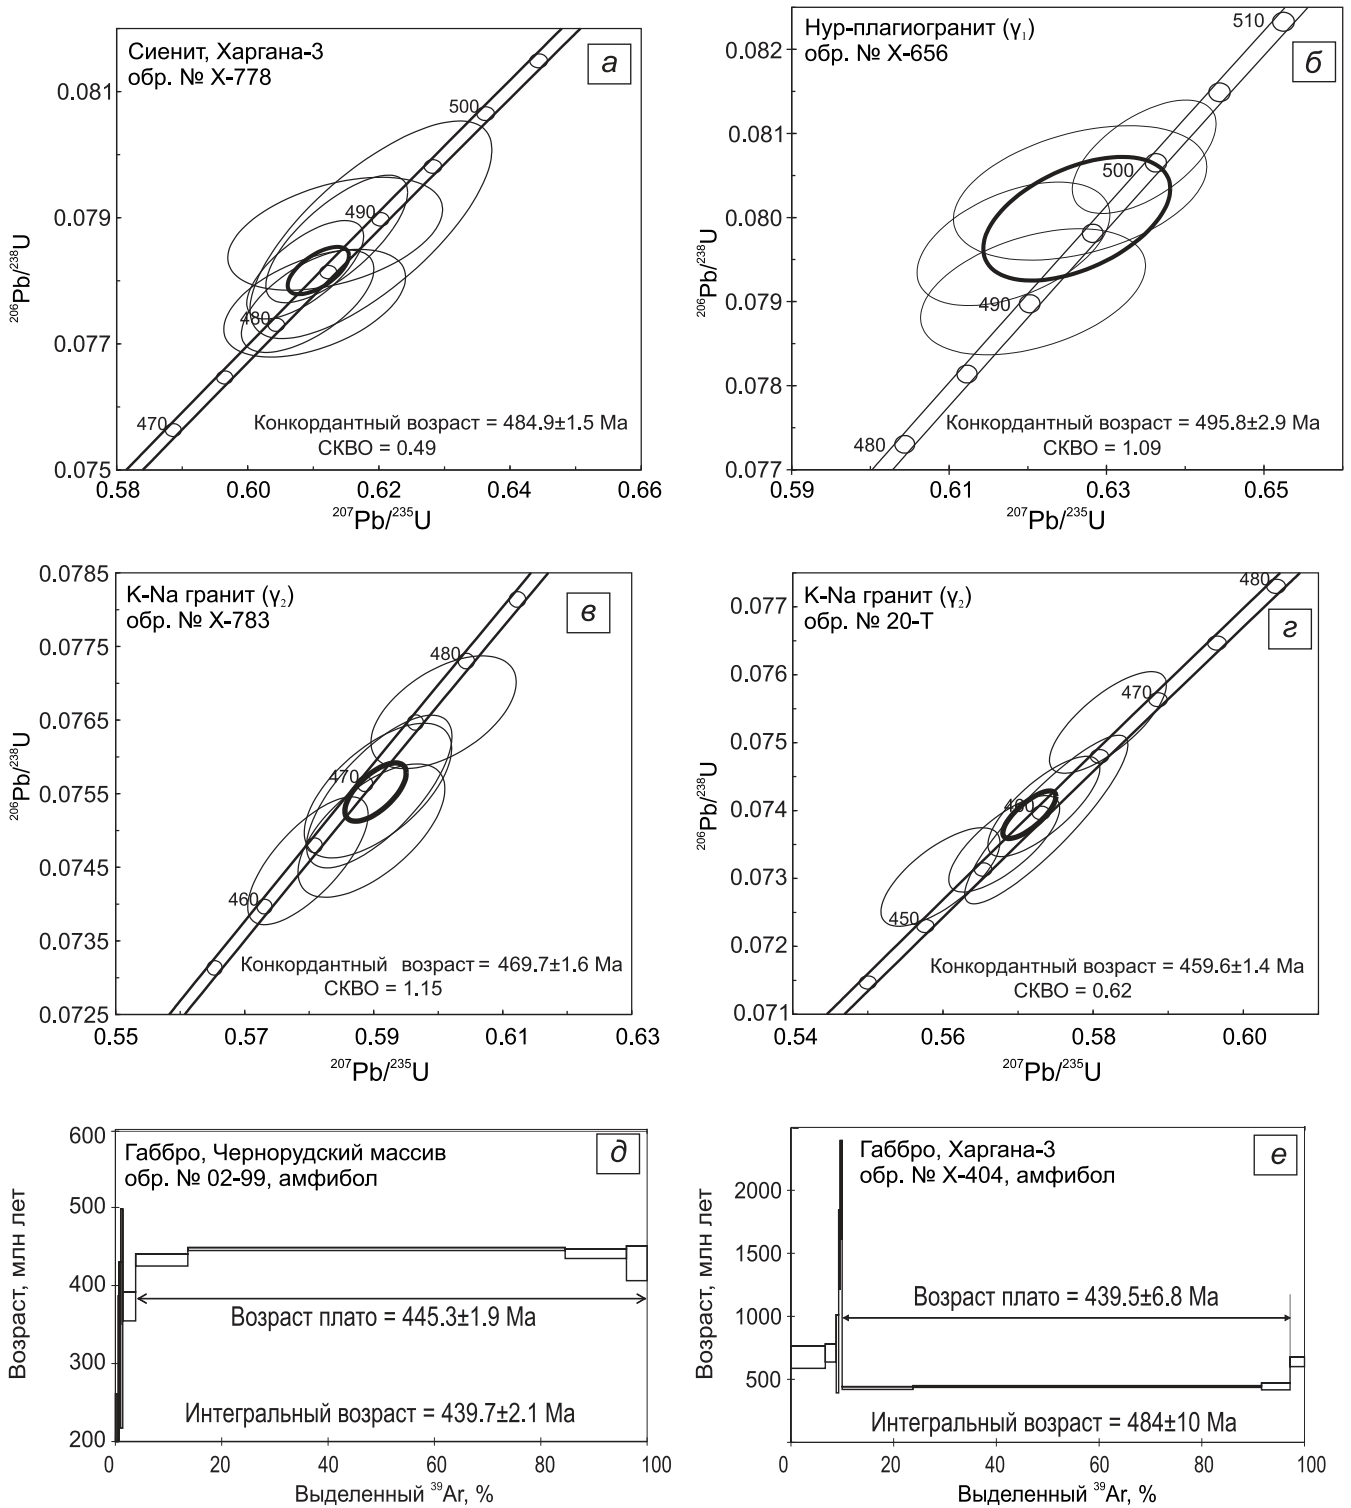 Сиенит, Харгана-3
обр. № Х-778
а
0.081
0.079
0.077
0.075
500
490
480
470
Конкордантный возраст = 484.9±1.5 Ma
СКВО = 0.49
0.58 0.60 0.62 0.64 0.66
206Pb/238U
207Pb/235U
Нур-плагиогранит (γ1)
обр. № Х-656
б
0.082
0.081
0.080
0.079
0.078
0.077
510
500
490
480
Конкордантный возраст = 495.8±2.9 Ma
СКВО = 1.09
0.59 0.61 0.63 0.65
206Pb/238U
207Pb/235U
K-Na гранит (γ2)
обр. № Х-783
в
0.0785
0.0775
0.0765
0.0755
0.0745
0.0735
0.0725
480
470
460
Конкордантный возраст = 469.7±1.6 Ma
СКВО = 1.15
0.55 0.57 0.59 0.61 0.63
206Pb/238U
207Pb/235U
K-Na гранит (γ2)
обр. № 20-Т
г
0.077
0.076
0.075
0.074
0.073
0.072
0.071
480
470
460
450
Конкордантный возраст = 459.6±1.4 Ma
СКВО = 0.62
0.54 0.56 0.58 0.60
206Pb/238U
207Pb/235U
Габбро, Чернорудский массив
обр. № 02-99, амфибол
д
600
500
400
300
200
Возраст, млн лет
Возраст плато = 445.3±1.9 Ma
Интегральный возраст = 439.7±2.1 Ma
0 20 40 60 80 100
Выделенный 39Ar, %
Габбро, Харгана-3
обр. № Х-404, амфибол
е
2000
1500
1000
500
Возраст, млн лет
Возраст плато = 439.5±6.8 Ma
Интегральный возраст = 484±10 Ma
0 20 40 60 80 100
Выделенный 39Ar, %